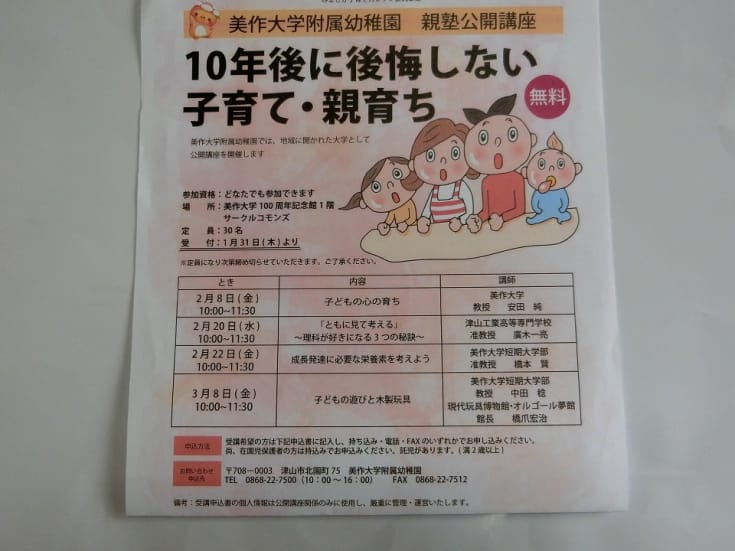 美作大学附属幼稚園 親塾公開講座
10年後に後悔しない
子育て・親育ち
無料
美作大学附属幼稚園では、地域に開かれた大学として
公開講座を開催します
参加資格：どなたでも参加できます
場　所：美作大学100周年記念館1階
サークルコモンズ
定　員：30名
受　付：1月31日(木)より
※定員になり次第締め切らせていただきます。ご了承ください。
とき 内容 講師
2月8日(金) 10:00~11:30 子どもの心の育ち 美作大学 教授 安田 純
2月20日(水) 10:00~11:30 「ともに見て考える」 ～理科が好きになる3つの秘訣～ 津山工業高等専門学校 准教授 廣木一亮
2月22日(金) 10:00~11:30 成長発達に必要な栄養素を考えよう 美作大学短期大学部 准教授 橋本 賢
3月8日(金) 10:00~11:30 子どもの遊びと木製玩具 美作大学短期大学部 教授 中田 稔
現代玩具博物館・オルゴール夢館
館長 橋爪宏治
申込方法 受講希望の方は下記申込書に記入し、持ち込み・電話・FAXのいずれかでお申し込みください。
尚、在園児保護者の方は持込みでお申込みください。託児があります。(満2歳以上)
お問い合わせ 申込先 〒708－0003 津山市北園町75 美作大学附属幼稚園
TEL 0868-22-7500（10：00～16：00） FAX 0868-22-7512
備考：受講申込書の個人情報は公開講座関係のみに使用し、厳重に管理・運営いたします。